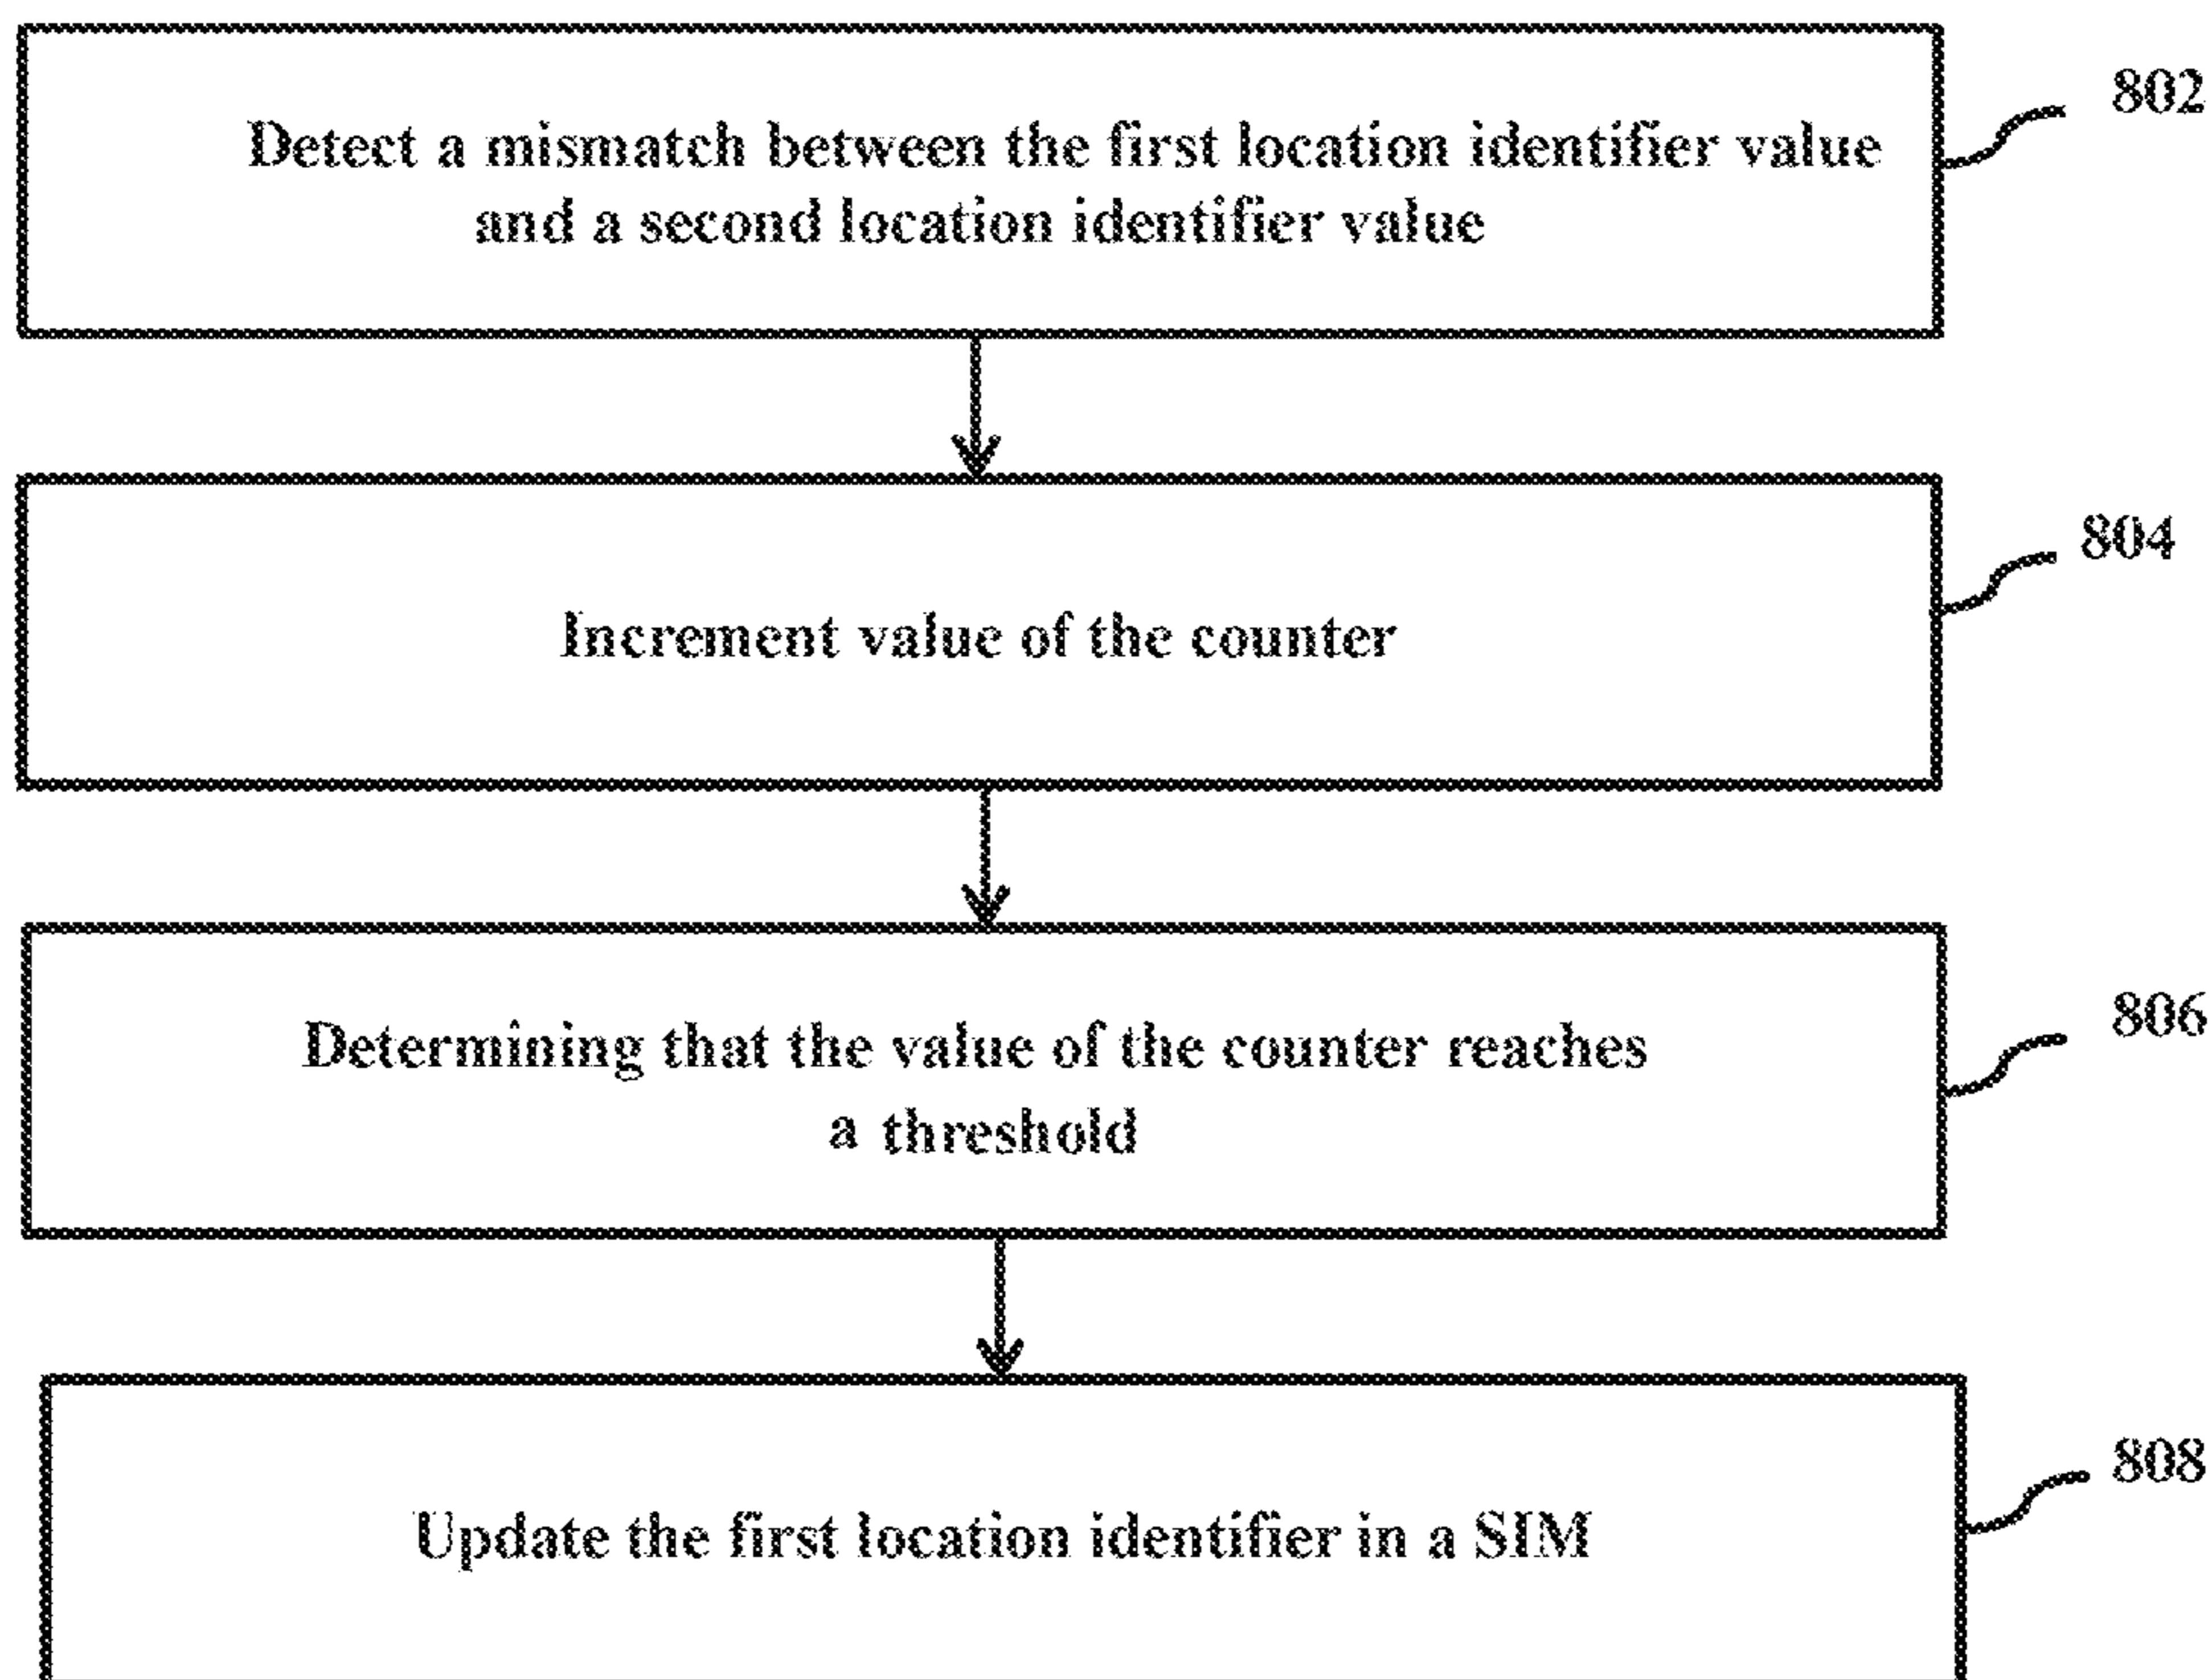 802
Detect a mismatch between the first location identifier value
and a second location identifier value
804
Increment value of the counter
806
Determining that the value of the counter reaches
a threshold
808
Update the first location identifier in a SIM